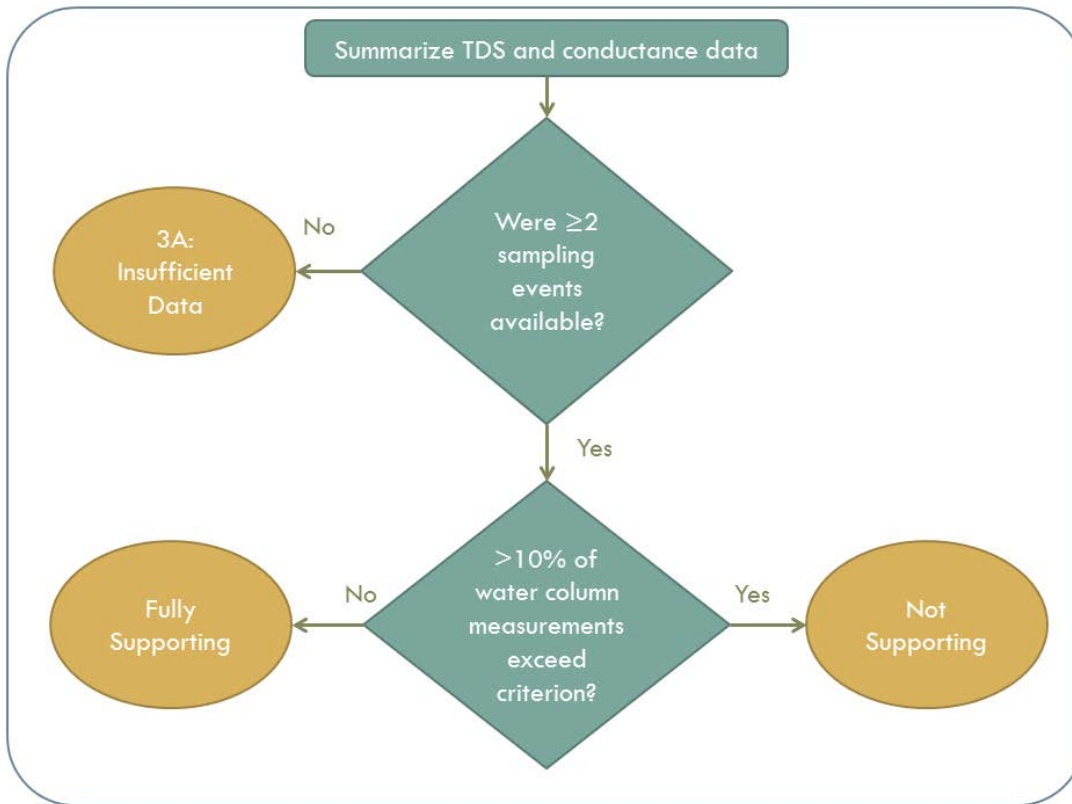 Summarize TDS and conductance data
Were ≥2
sampling
events
available?
No
3A:
Insufficient
Data
Yes
>10% of
water column
measurements
exceed
criterion?
No
Fully
Supporting
Yes
Not
Supporting